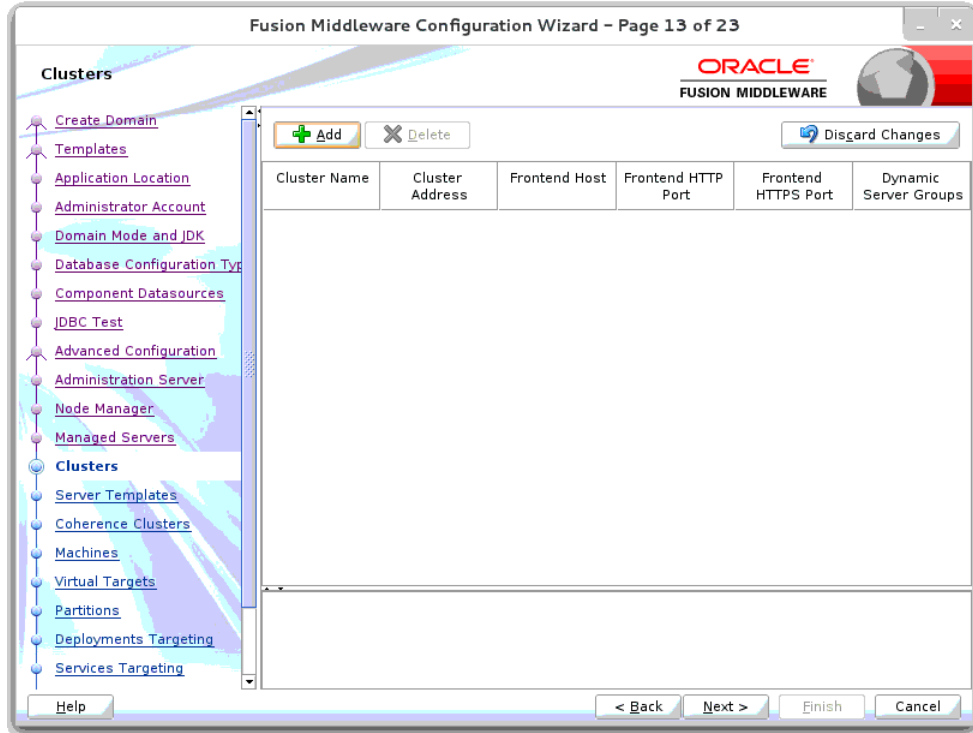 Fusion Middleware Configuration Wizard - Page 13 of 23
Clusters
ORACLE
FUSION MIDDLEWARE
Create Domain
Templates
Application Location
Administrator Account
Domain Mode and JDK
Database Configuration Typ
Component Datasources
JDBC Test
Advanced Configuration
Administration Server
Node Manager
Managed Servers
Clusters
Server Templates
Coherence Clusters
Machines
Virtual Targets
Partitions
Deployments Targeting
Services Targeting
Add
Delete
Discard Changes
Cluster Name
Cluster
Address
Frontend Host
Frontend HTTP
Port
Frontend
HTTPS Port
Dynamic
Server Groups
Help
< Back
Next >
Finish
Cancel